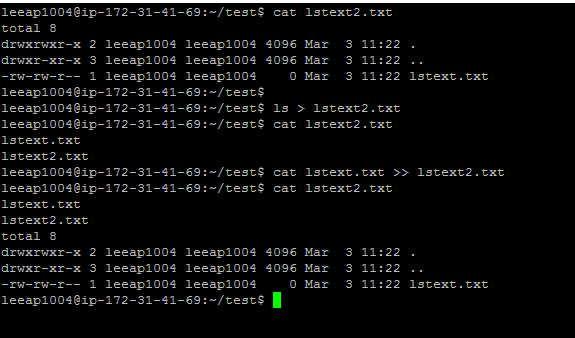 leeap1004@ip-172-31-41-69:~/test$ cat lstext2.txt
total 8
drwxrwxr-x 2 leeap1004 leeap1004 4096 Mar  3 11:22 .
drwxr-xr-x 3 leeap1004 leeap1004 4096 Mar  3 11:22 ..
-rw-rw-r-- 1 leeap1004 leeap1004    0 Mar  3 11:22 lstext.txt
leeap1004@ip-172-31-41-69:~/test$
leeap1004@ip-172-31-41-69:~/test$ ls > lstext2.txt
leeap1004@ip-172-31-41-69:~/test$ cat lstext2.txt
lstext.txt
lstext2.txt
leeap1004@ip-172-31-41-69:~/test$ cat lstext.txt >> lstext2.txt
leeap1004@ip-172-31-41-69:~/test$ cat lstext2.txt
lstext.txt
lstext2.txt
total 8
drwxrwxr-x 2 leeap1004 leeap1004 4096 Mar  3 11:22 .
drwxr-xr-x 3 leeap1004 leeap1004 4096 Mar  3 11:22 ..
-rw-rw-r-- 1 leeap1004 leeap1004    0 Mar  3 11:22 lstext.txt
leeap1004@ip-172-31-41-69:~/test$